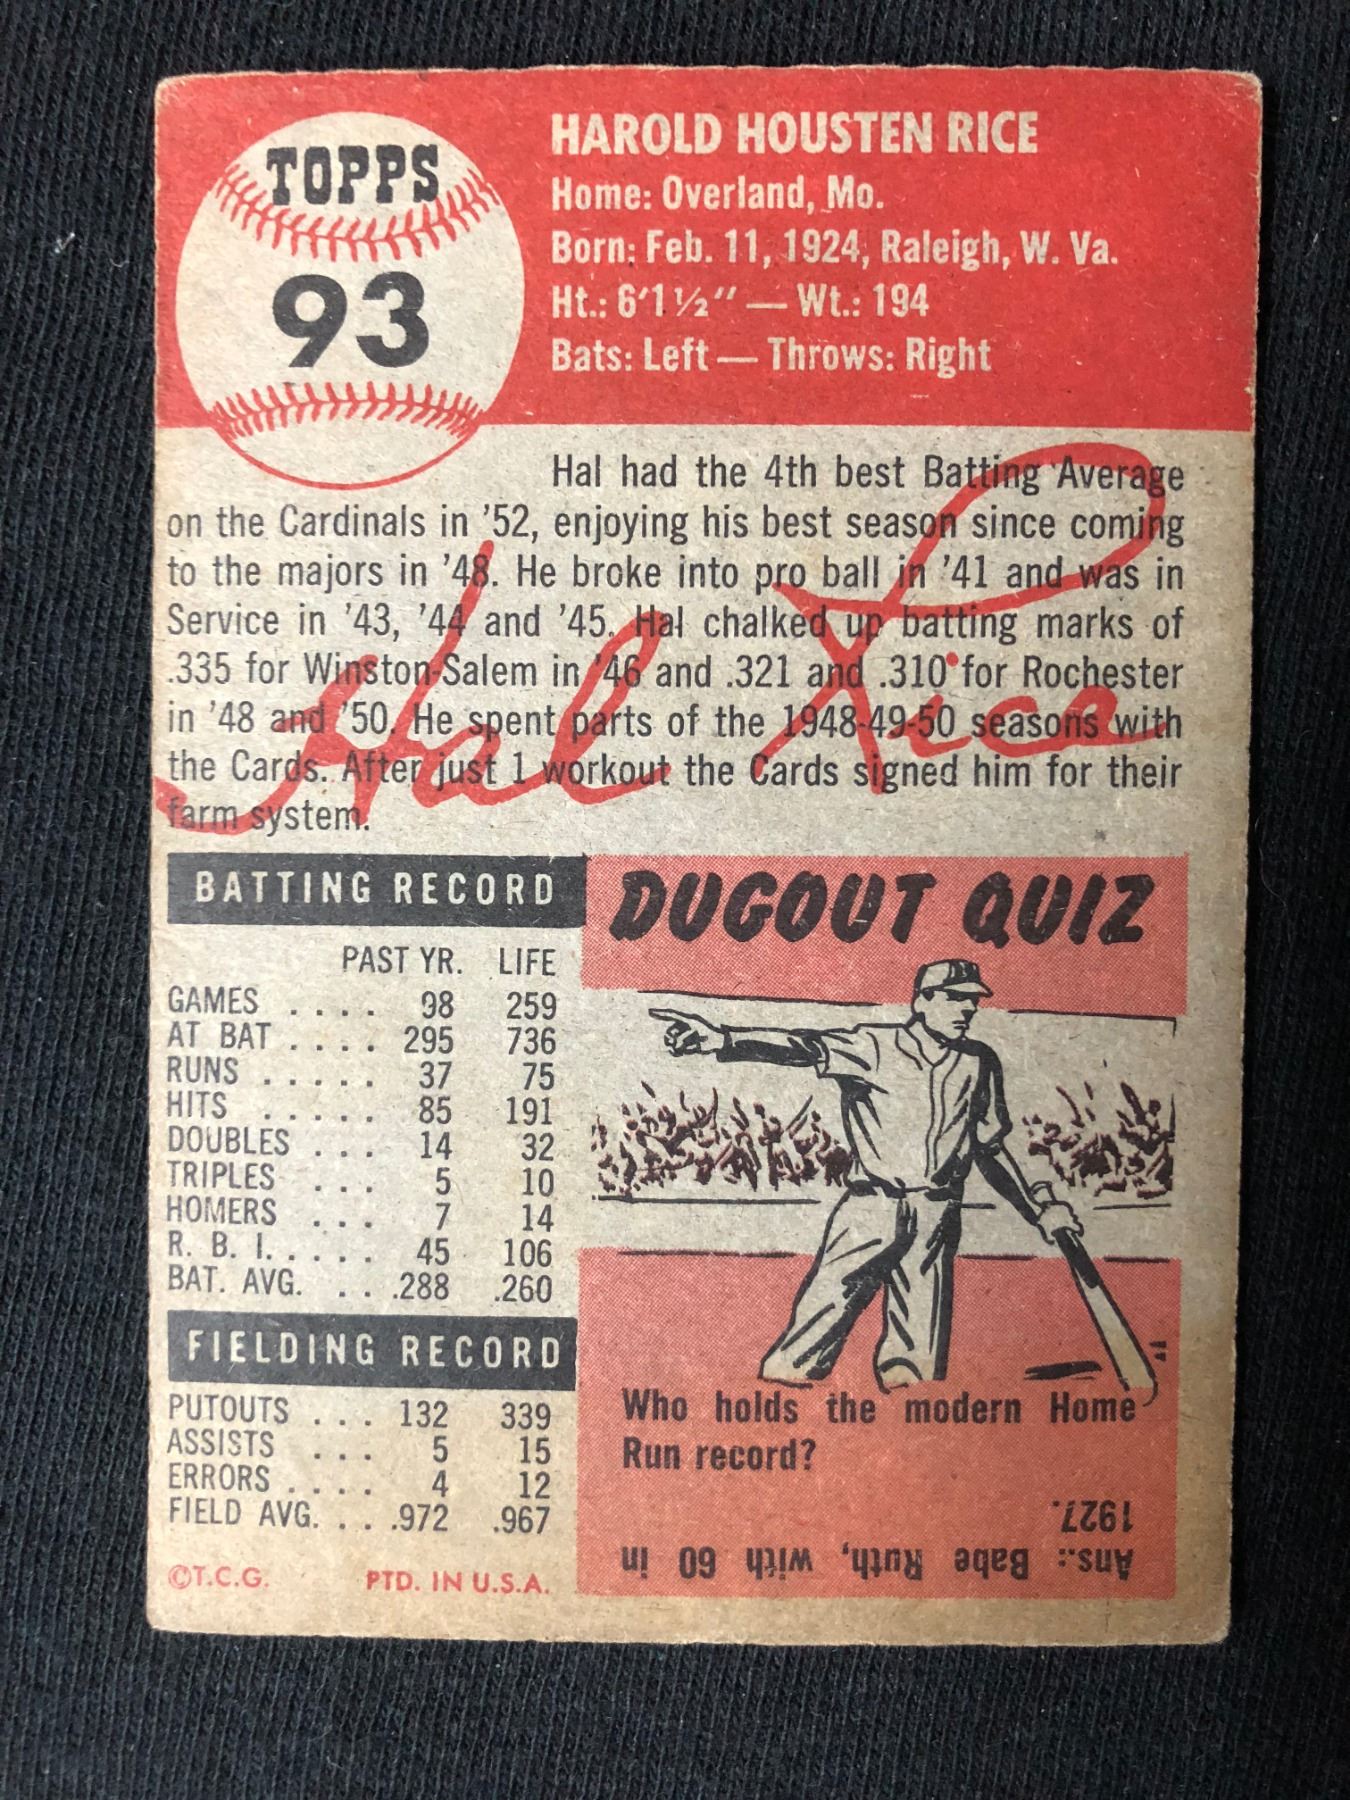 TOPPS
93
HAROLD HOUSTEN RICE
Home: Overland, Mo.
Born: Feb. 11, 1924, Raleigh, W. Va.
Ht.: 6'1½" — Wt.: 194
Bats: Left — Throws: Right
Hal had the 4th best Batting Average
on the Cardinals in '52, enjoying his best season since coming
to the majors in '48. He broke into pro ball in '41 and was in
Service in '43, '44 and '45. Hal chalked up batting marks of
.335 for Winston-Salem in '46 and .321 and .310 for Rochester
in '48 and '50. He spent parts of the 1948-49-50 seasons with
the Cards. After just 1 workout the Cards signed him for their
farm system.
Hal Rice
BATTING RECORD
PAST YR. LIFE
GAMES . . . . 98 259
AT BAT . . . . 295 736
RUNS . . . . . 37 75
HITS . . . . . 85 191
DOUBLES . . . 14 32
TRIPLES . . . 5 10
HOMERS . . . 7 14
R. B. I. . . . . 45 106
BAT. AVG. . . .288 .260
FIELDING RECORD
PUTOUTS . . . 132 339
ASSISTS . . . 5 15
ERRORS . . . . 4 12
FIELD AVG. . . .972 .967
©T.C.G. PTD. IN U.S.A.
DUGOUT QUIZ
Who holds the modern Home
Run record?
Ans.: Babe Ruth, with 60 in
1927.